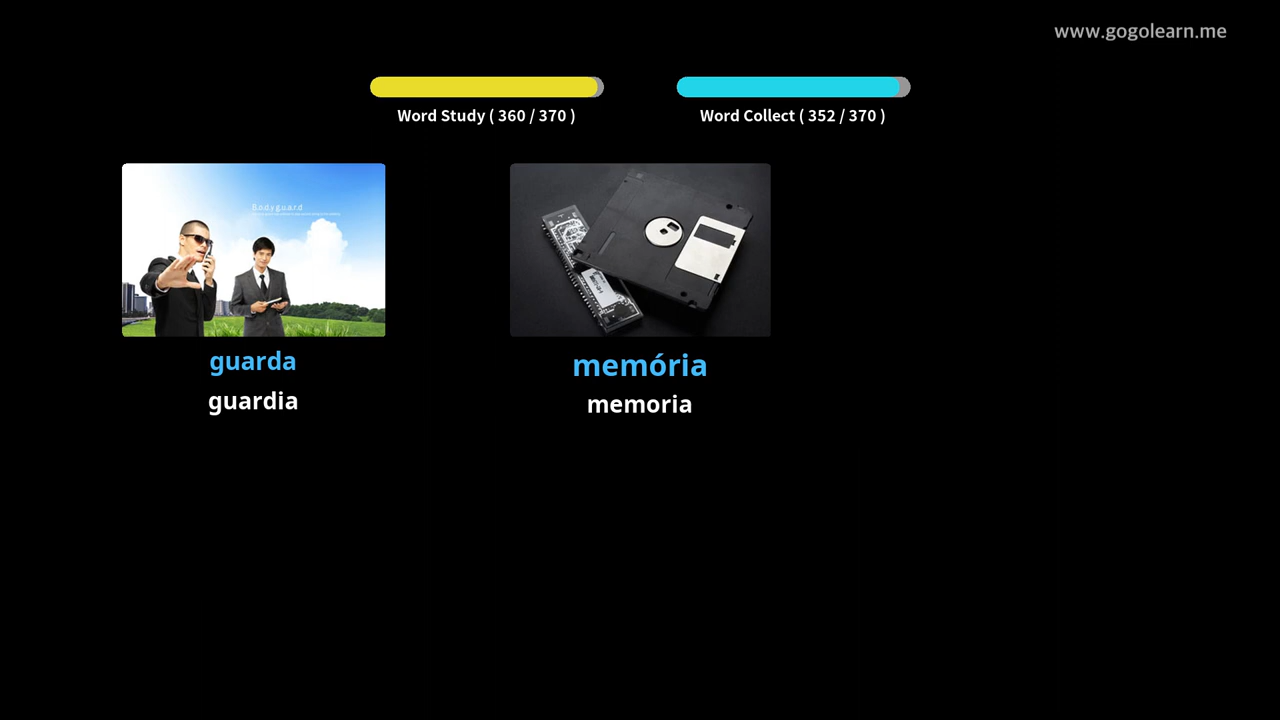 www.gogolearn.me
Word Study ( 360 / 370 )
Word Collect ( 352 / 370 )
Bodyguard
guarda
guardia
memória
memoria